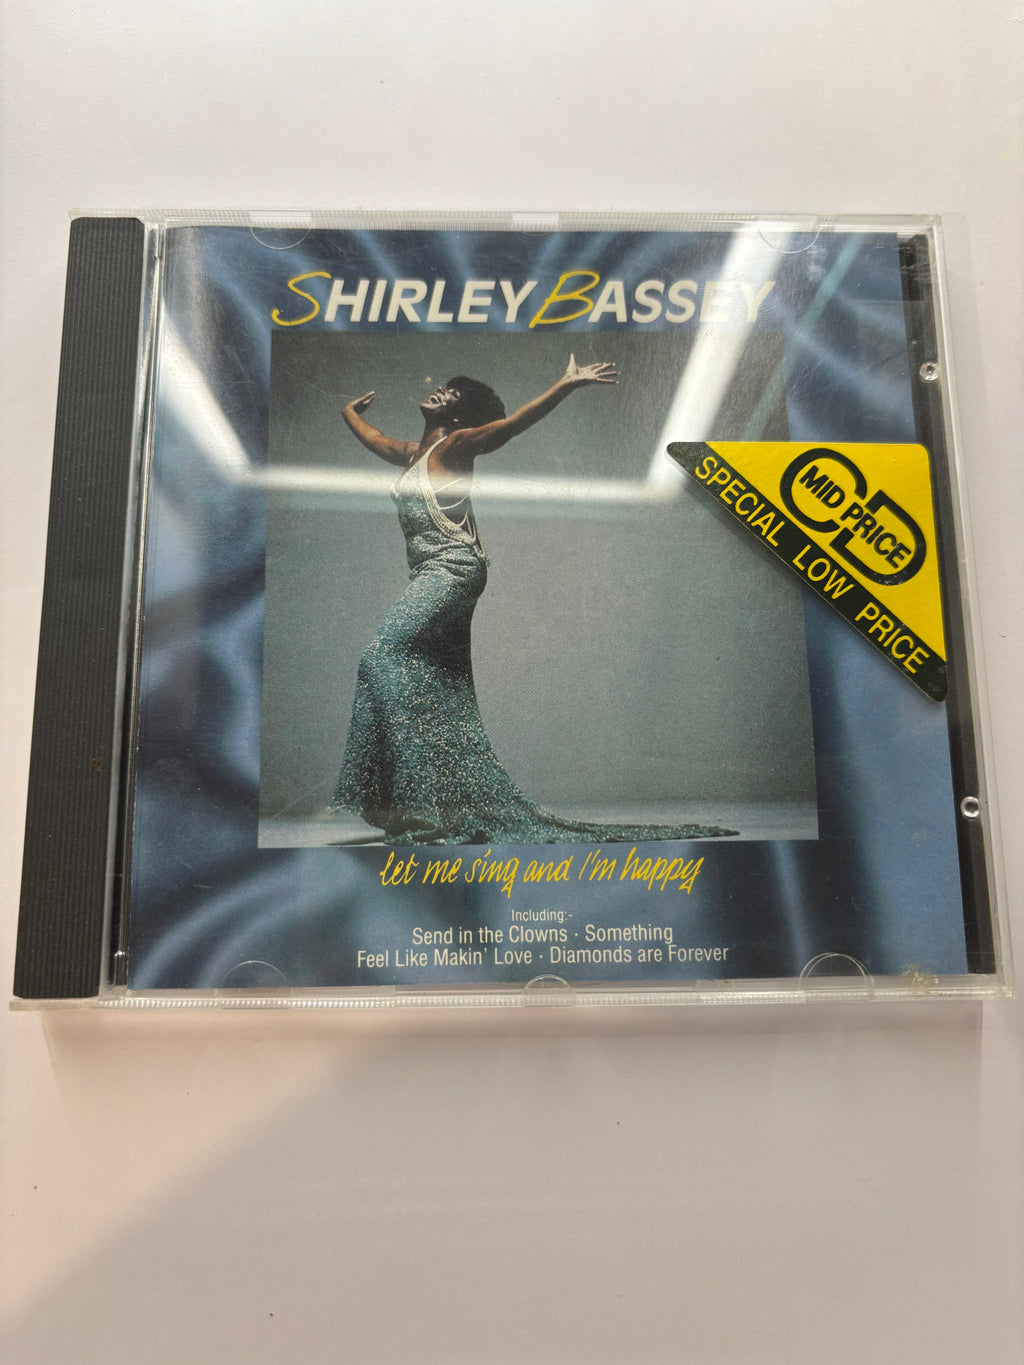 SHIRLEY BASSEY
CD
MID PRICE
SPECIAL LOW PRICE
let me sing and I'm happy
Including:-
Send in the Clowns · Something
Feel Like Makin' Love · Diamonds are Forever